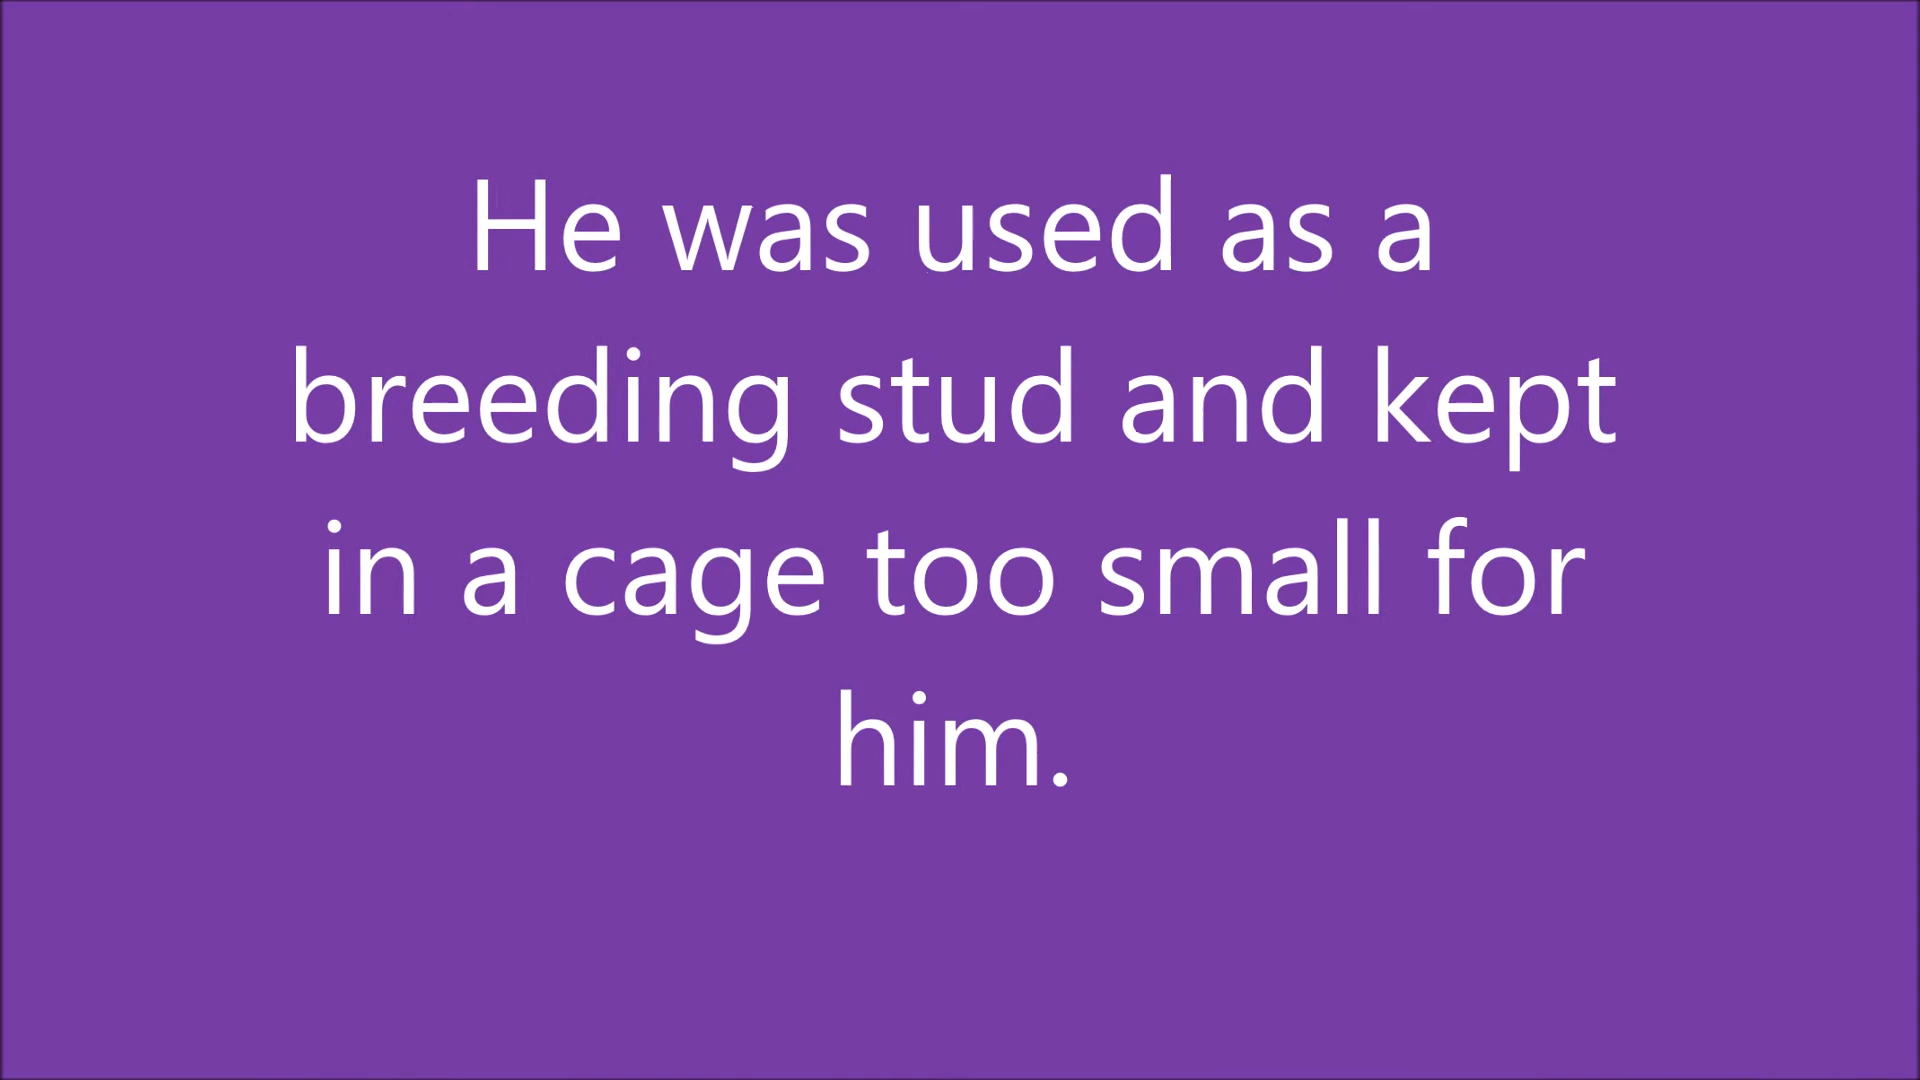 He was used as a
breeding stud and kept
in a cage too small for
him.